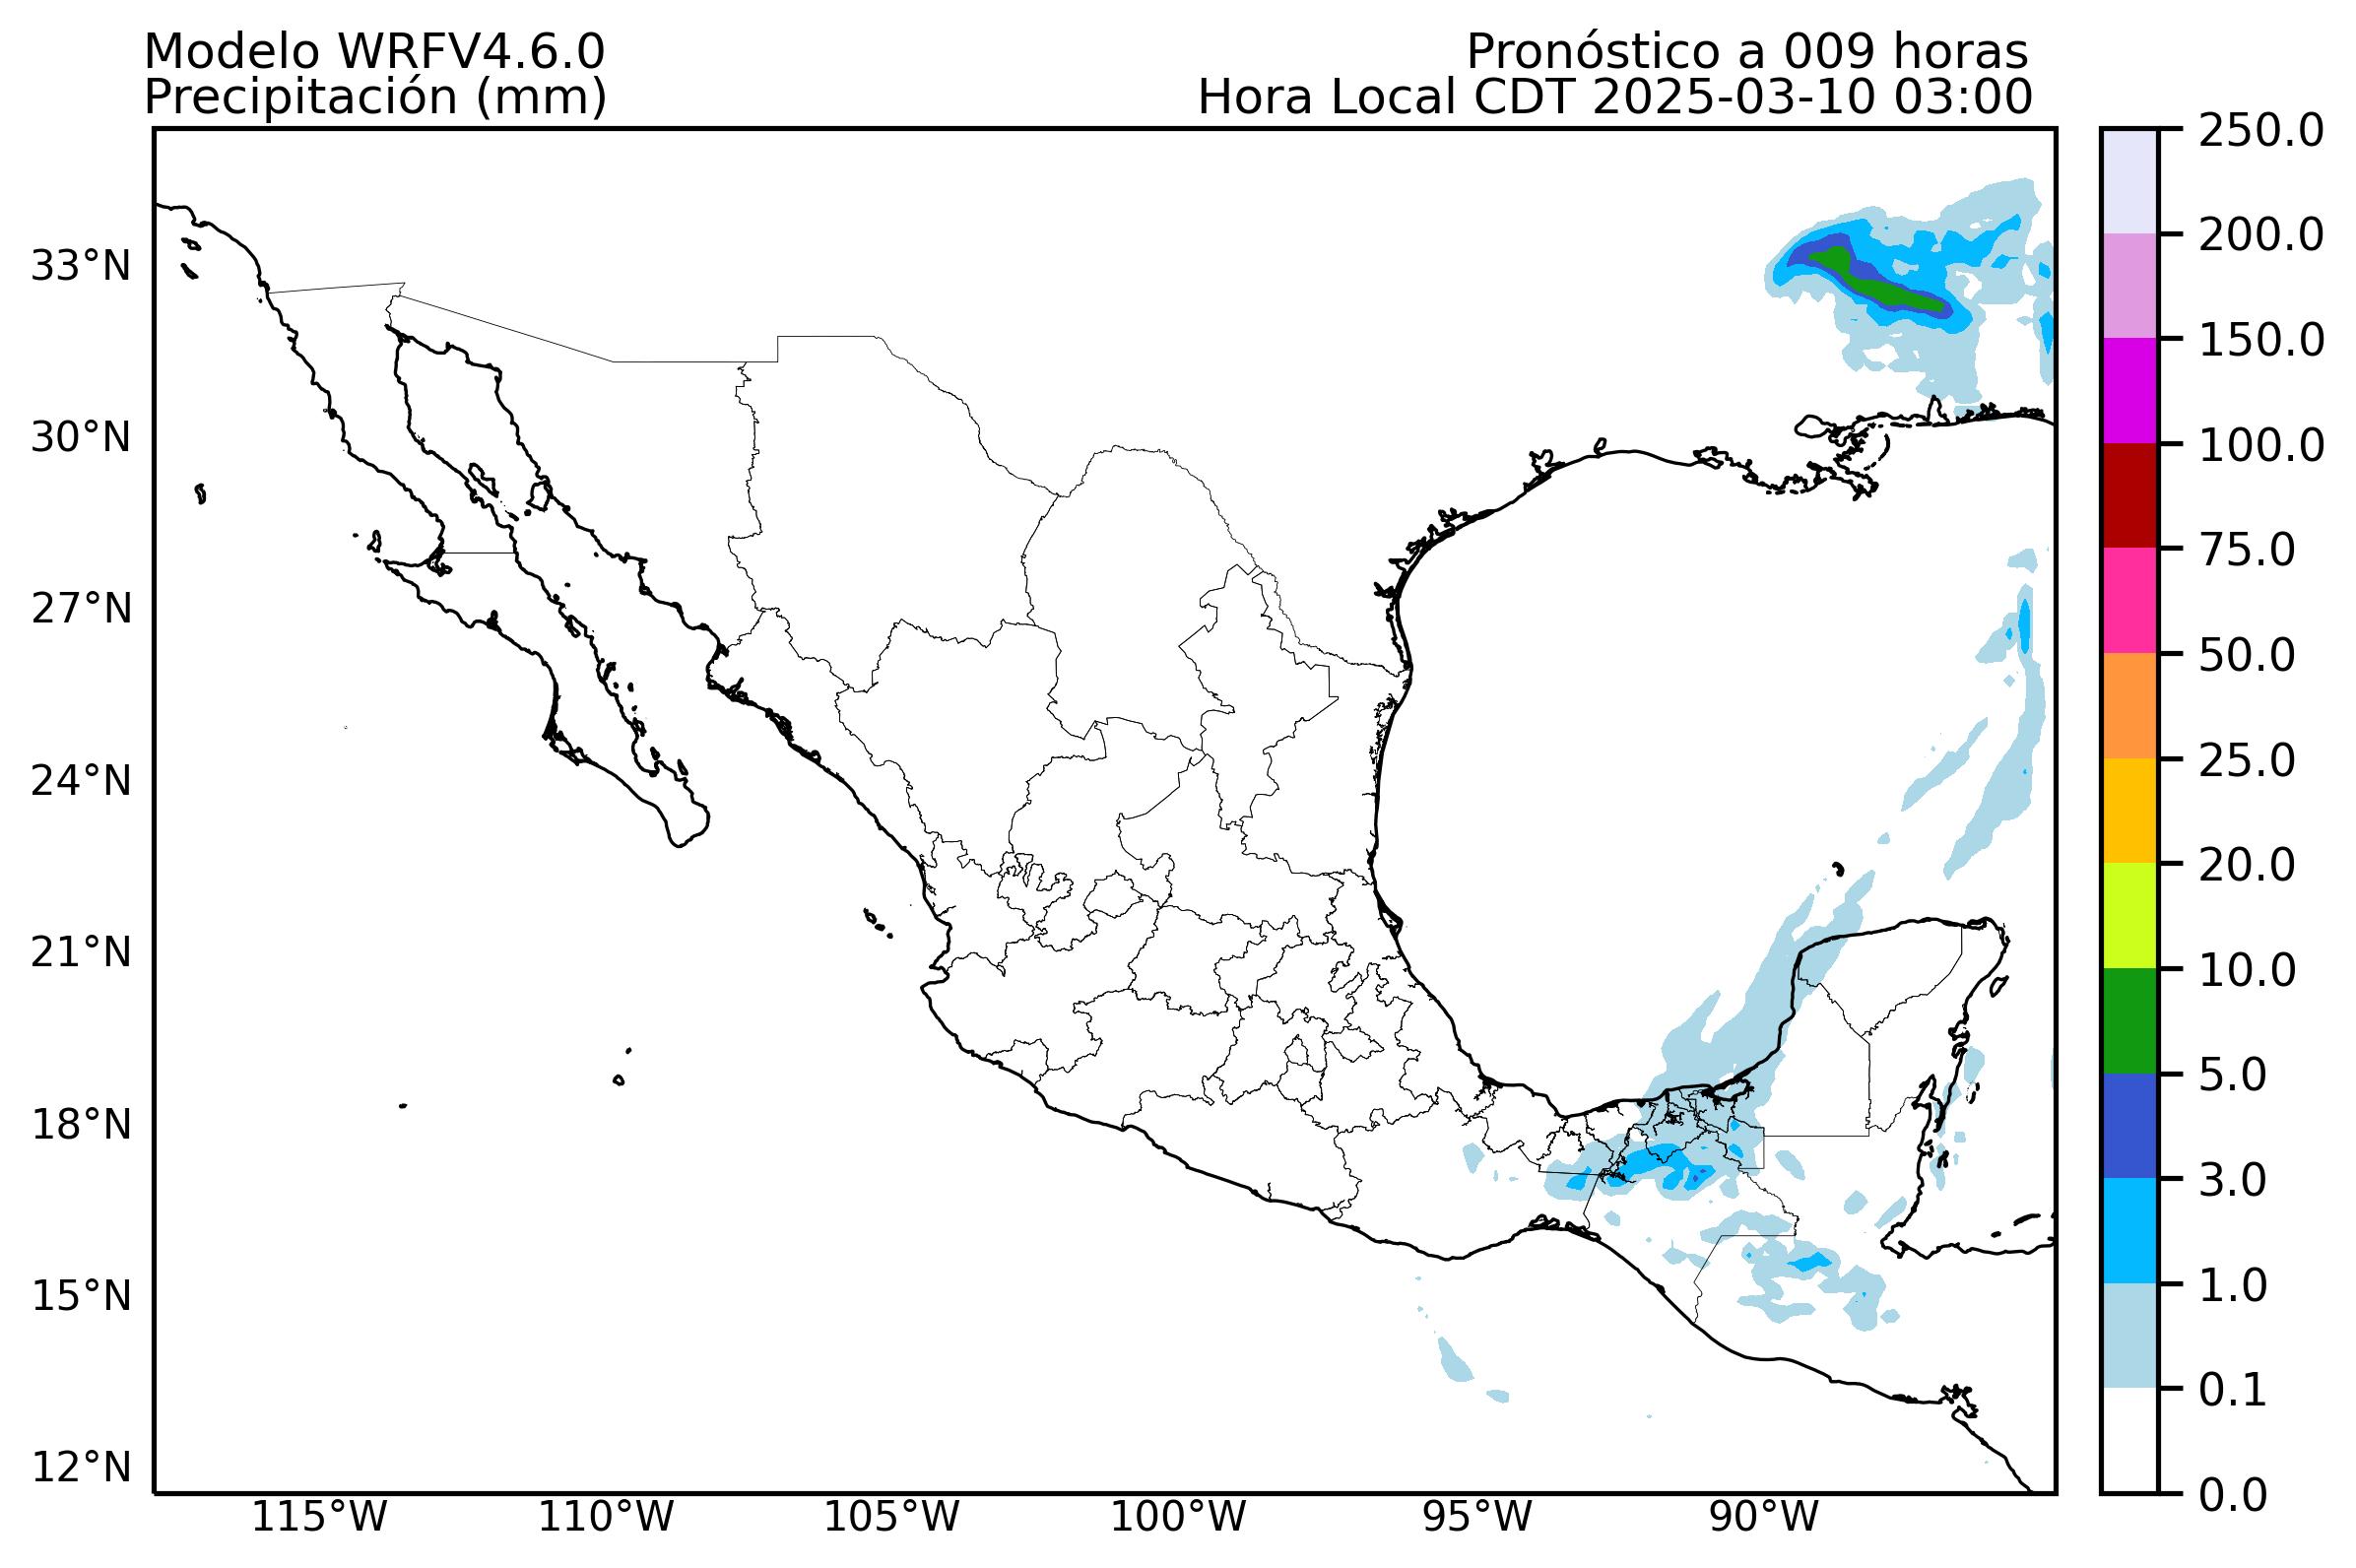 Modelo WRFV4.6.0
Precipitación (mm)
Pronóstico a 009 horas
Hora Local CDT 2025-03-10 03:00
33°N
30°N
27°N
24°N
21°N
18°N
15°N
12°N
115°W
110°W
105°W
100°W
95°W
90°W
250.0
200.0
150.0
100.0
75.0
50.0
25.0
20.0
10.0
5.0
3.0
1.0
0.1
0.0